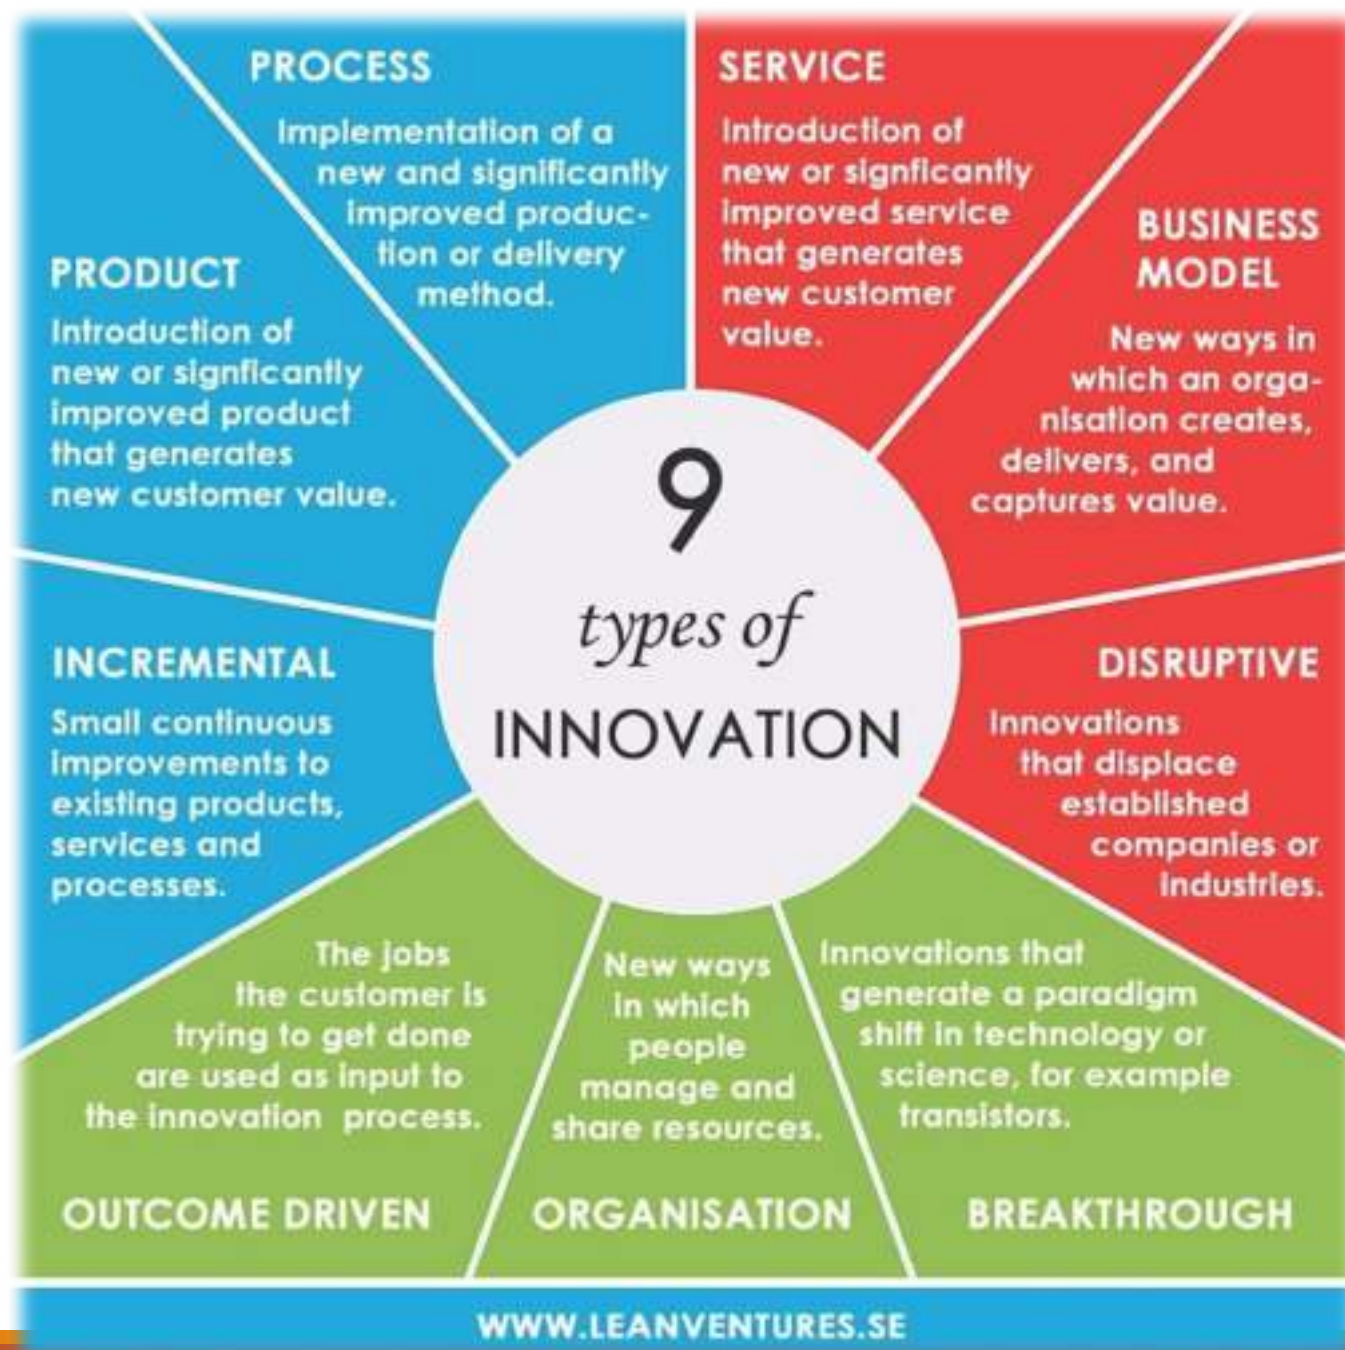 PROCESS
Implementation of a
new and significantly
improved produc-
tion or delivery
method.
SERVICE
Introduction of
new or signficantly
improved service
that generates
new customer
value.
BUSINESS
MODEL
New ways in
which an orga-
nisation creates,
delivers, and
captures value.
PRODUCT
Introduction of
new or signficantly
improved product
that generates
new customer value.
9
types of
INNOVATION
INCREMENTAL
Small continuous
improvements to
existing products,
services and
processes.
DISRUPTIVE
Innovations
that displace
established
companies or
industries.
The jobs
the customer is
trying to get done
are used as input to
the innovation process.
OUTCOME DRIVEN
New ways
in which
people
manage and
share resources.
ORGANISATION
Innovations that
generate a paradigm
shift in technology or
science, for example
transistors.
BREAKTHROUGH
WWW.LEANVENTURES.SE